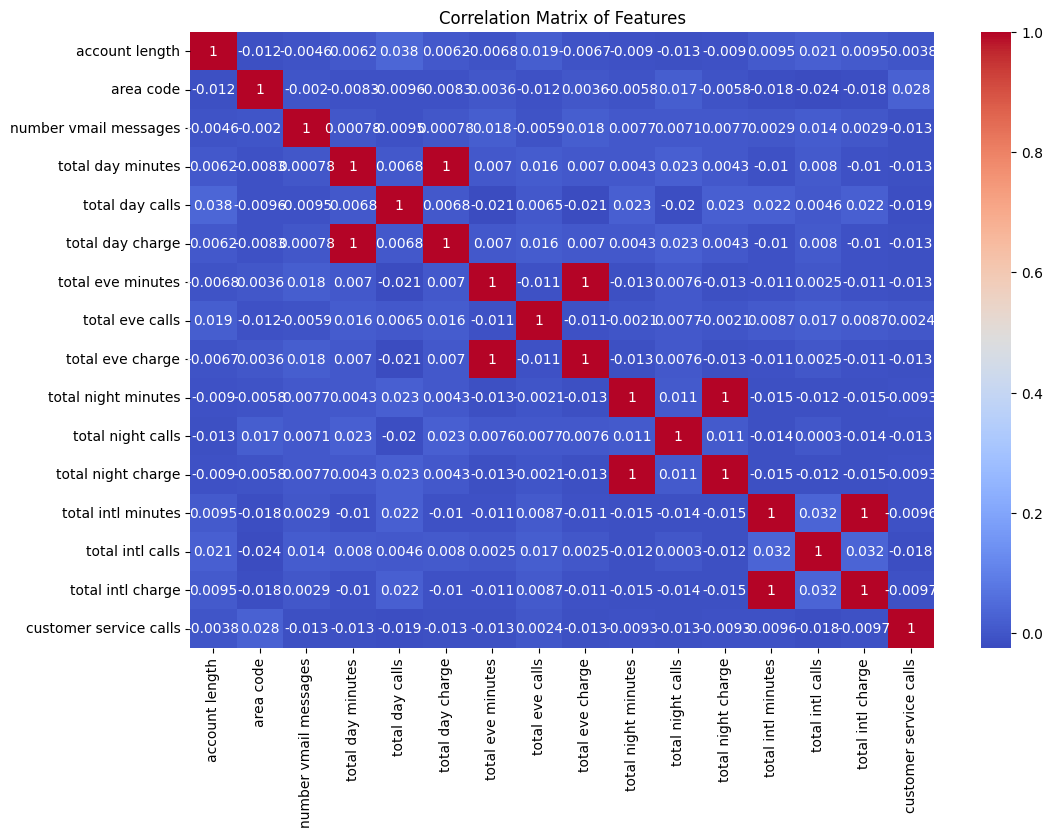 Correlation Matrix of Features
account length 1 -0.012 -0.0046 0.0062 0.038 0.0062 -0.0068 0.019 -0.0067 -0.009 -0.013 -0.009 0.0095 0.021 0.0095 -0.0038
area code -0.012 1 -0.002 -0.0083 -0.0096 -0.0083 0.0036 -0.012 0.0036 -0.0058 0.017 -0.0058 -0.018 -0.024 -0.018 0.028
number vmail messages -0.0046 -0.002 1 0.00078 -0.0095 0.00078 0.018 -0.0059 0.018 0.0077 0.0071 0.0077 0.0029 0.014 0.0029 -0.013
total day minutes 0.0062 -0.0083 0.00078 1 0.0068 1 0.007 0.016 0.007 0.0043 0.023 0.0043 -0.01 0.008 -0.01 -0.013
total day calls 0.038 -0.0096 -0.0095 0.0068 1 0.0068 -0.021 0.0065 -0.021 0.023 -0.02 0.023 0.022 0.0046 0.022 -0.019
total day charge 0.0062 -0.0083 0.00078 1 0.0068 1 0.007 0.016 0.007 0.0043 0.023 0.0043 -0.01 0.008 -0.01 -0.013
total eve minutes -0.0068 0.0036 0.018 0.007 -0.021 0.007 1 -0.011 1 -0.013 0.0076 -0.013 -0.011 0.0025 -0.011 -0.013
total eve calls 0.019 -0.012 -0.0059 0.016 0.0065 0.016 -0.011 1 -0.011 -0.0021 0.0077 -0.0021 0.0087 0.017 0.0087 0.0024
total eve charge -0.0067 0.0036 0.018 0.007 -0.021 0.007 1 -0.011 1 -0.013 0.0076 -0.013 -0.011 0.0025 -0.011 -0.013
total night minutes -0.009 -0.0058 0.0077 0.0043 0.023 0.0043 -0.013 -0.0021 -0.013 1 0.011 1 -0.015 -0.012 -0.015 -0.0093
total night calls -0.013 0.017 0.0071 0.023 -0.02 0.023 0.0076 0.0077 0.0076 0.011 1 0.011 -0.014 0.0003 -0.014 -0.013
total night charge -0.009 -0.0058 0.0077 0.0043 0.023 0.0043 -0.013 -0.0021 -0.013 1 0.011 1 -0.015 -0.012 -0.015 -0.0093
total intl minutes 0.0095 -0.018 0.0029 -0.01 0.022 -0.01 -0.011 0.0087 -0.011 -0.015 -0.014 -0.015 1 0.032 1 -0.0096
total intl calls 0.021 -0.024 0.014 0.008 0.0046 0.008 0.0025 0.017 0.0025 -0.012 0.0003 -0.012 0.032 1 0.032 -0.018
total intl charge 0.0095 -0.018 0.0029 -0.01 0.022 -0.01 -0.011 0.0087 -0.011 -0.015 -0.014 -0.015 1 0.032 1 -0.0097
customer service calls -0.0038 0.028 -0.013 -0.013 -0.019 -0.013 -0.013 0.0024 -0.013 -0.0093 -0.013 -0.0093 -0.0096 -0.018 -0.0097 1
account length
area code
number vmail messages
total day minutes
total day calls
total day charge
total eve minutes
total eve calls
total eve charge
total night minutes
total night calls
total night charge
total intl minutes
total intl calls
total intl charge
customer service calls
1.0
0.8
0.6
0.4
0.2
0.0